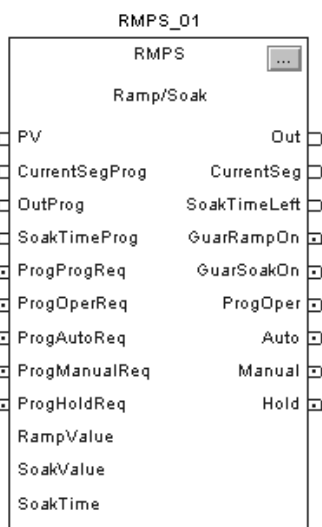 RMPS_01
RMPS
...
Ramp/Soak
PV Out
CurrentSegProg CurrentSeg
OutProg SoakTimeLeft
SoakTimeProg GuarRampOn
ProgProgReq GuarSoakOn
ProgOperReq ProgOper
ProgAutoReq Auto
ProgManualReq Manual
ProgHoldReq Hold
RampValue
SoakValue
SoakTime